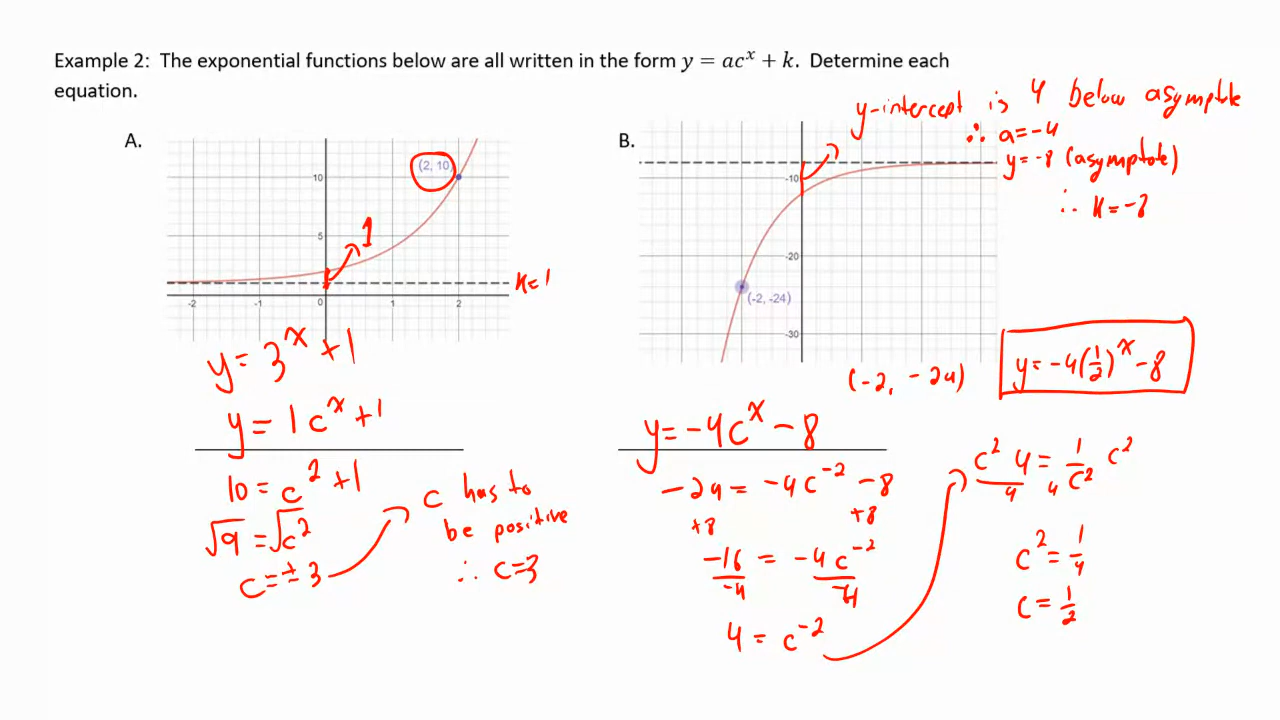 Example 2:  The exponential functions below are all written in the form y = ac^x + k.  Determine each
equation.
A.
(2, 10)
10
5
-2
-1
0
1
2
1
k=1
y = 3^x + 1
y = 1c^x + 1
10 = c^2 + 1
√9 = √c^2
c = ± 3
c has to
be positive
∴ c=3
B.
y-intercept is 4 below asymptote
∴ a=-4
y=-8 (asymptote)
∴ k=-8
-10
-20
-30
(-2, -24)
(-2, -24)
y= -4(1/2)^x - 8
y = -4c^x - 8
-24 = -4c^-2 - 8
+8 +8
-16 = -4c^-2
-4 -4
4 = c^-2
c^2 4 = 1/c^2 c^2
4 4
c^2 = 1/4
c = 1/2